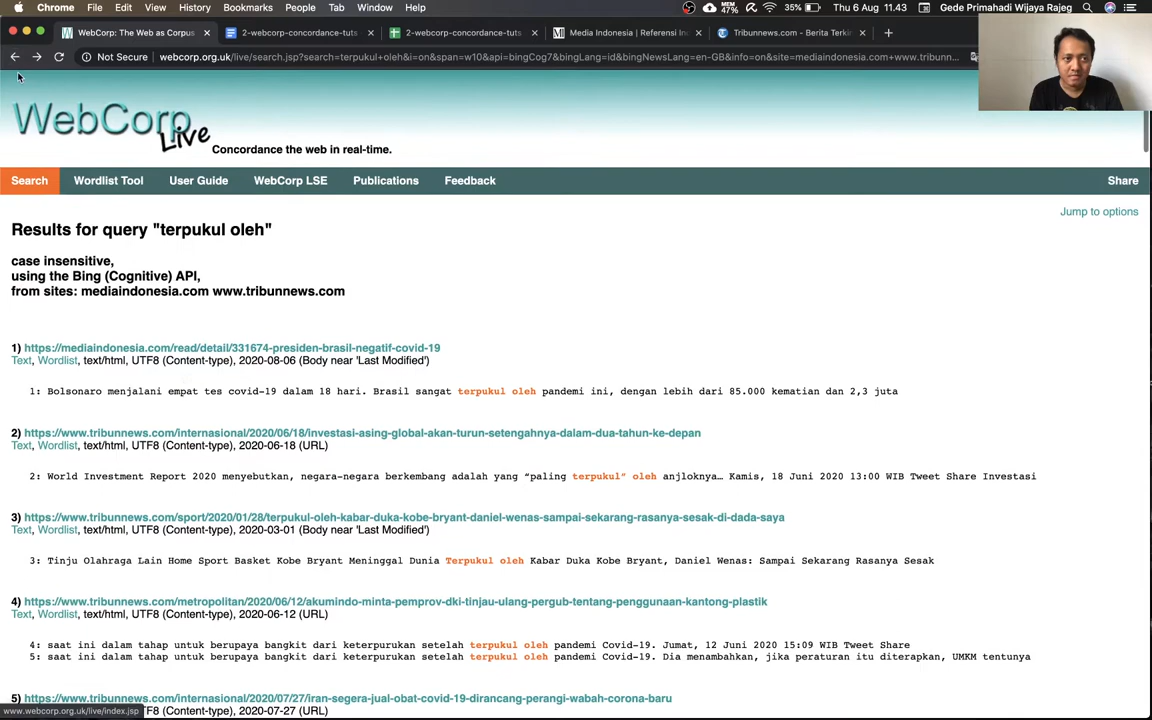 Chrome File Edit View History Bookmarks People Tab Window Help MEM 47% 35% Thu 6 Aug 11.43 Gede Primahadi Wijaya Rajeg
WebCorp: The Web as Corpus 2-webcorp-concordance-tuts 2-webcorp-concordance-tuts Media Indonesia | Referensi In Tribunnews.com - Berita Terkin
Not Secure webcorp.org.uk/live/search.jsp?search=terpukul+oleh&i=on&span=w10&api=bingCog7&bingLang=id&bingNewsLang=en-GB&info=on&site=mediaindonesia.com+www.tribunn...
WebCorp Live Concordance the web in real-time.
Search Wordlist Tool User Guide WebCorp LSE Publications Feedback Share
Jump to options
Results for query "terpukul oleh"
case insensitive,
using the Bing (Cognitive) API,
from sites: mediaindonesia.com www.tribunnews.com
1) https://mediaindonesia.com/read/detail/331674-presiden-brasil-negatif-covid-19
Text, Wordlist, text/html, UTF8 (Content-type), 2020-08-06 (Body near 'Last Modified')
1: Bolsonaro menjalani empat tes covid-19 dalam 18 hari. Brasil sangat terpukul oleh pandemi ini, dengan lebih dari 85.000 kematian dan 2,3 juta
2) https://www.tribunnews.com/internasional/2020/06/18/investasi-asing-global-akan-turun-setengahnya-dalam-dua-tahun-ke-depan
Text, Wordlist, text/html, UTF8 (Content-type), 2020-06-18 (URL)
2: World Investment Report 2020 menyebutkan, negara-negara berkembang adalah yang “paling terpukul” oleh anjloknya… Kamis, 18 Juni 2020 13:00 WIB Tweet Share Investasi
3) https://www.tribunnews.com/sport/2020/01/28/terpukul-oleh-kabar-duka-kobe-bryant-daniel-wenas-sampai-sekarang-rasanya-sesak-di-dada-saya
Text, Wordlist, text/html, UTF8 (Content-type), 2020-03-01 (Body near 'Last Modified')
3: Tinju Olahraga Lain Home Sport Basket Kobe Bryant Meninggal Dunia Terpukul oleh Kabar Duka Kobe Bryant, Daniel Wenas: Sampai Sekarang Rasanya Sesak
4) https://www.tribunnews.com/metropolitan/2020/06/12/akumindo-minta-pemprov-dki-tinjau-ulang-pergub-tentang-penggunaan-kantong-plastik
Text, Wordlist, text/html, UTF8 (Content-type), 2020-06-12 (URL)
4: saat ini dalam tahap untuk berupaya bangkit dari keterpurukan setelah terpukul oleh pandemi Covid-19. Jumat, 12 Juni 2020 15:09 WIB Tweet Share
5: saat ini dalam tahap untuk berupaya bangkit dari keterpurukan setelah terpukul oleh pandemi Covid-19. Dia menambahkan, jika peraturan itu diterapkan, UMKM tentunya
5) https://www.tribunnews.com/internasional/2020/07/27/iran-segera-jual-obat-covid-19-dirancang-perangi-wabah-corona-baru
Text, Wordlist, text/html, UTF8 (Content-type), 2020-07-27 (URL)
www.webcorp.org.uk/live/index.jsp